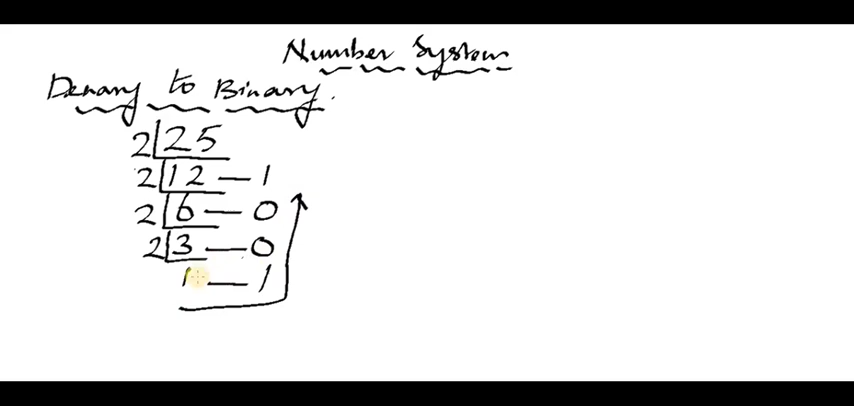 Number System
Denary to Binary.
2 25
2 12 — 1
2 6 — 0
2 3 — 0
1 — 1